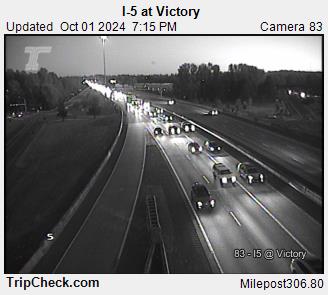 I-5 at Victory
Updated Oct 01 2024 7:15 PM Camera 83
T
S
83 - I5 @ Victory
TripCheck.com Milepost306.80